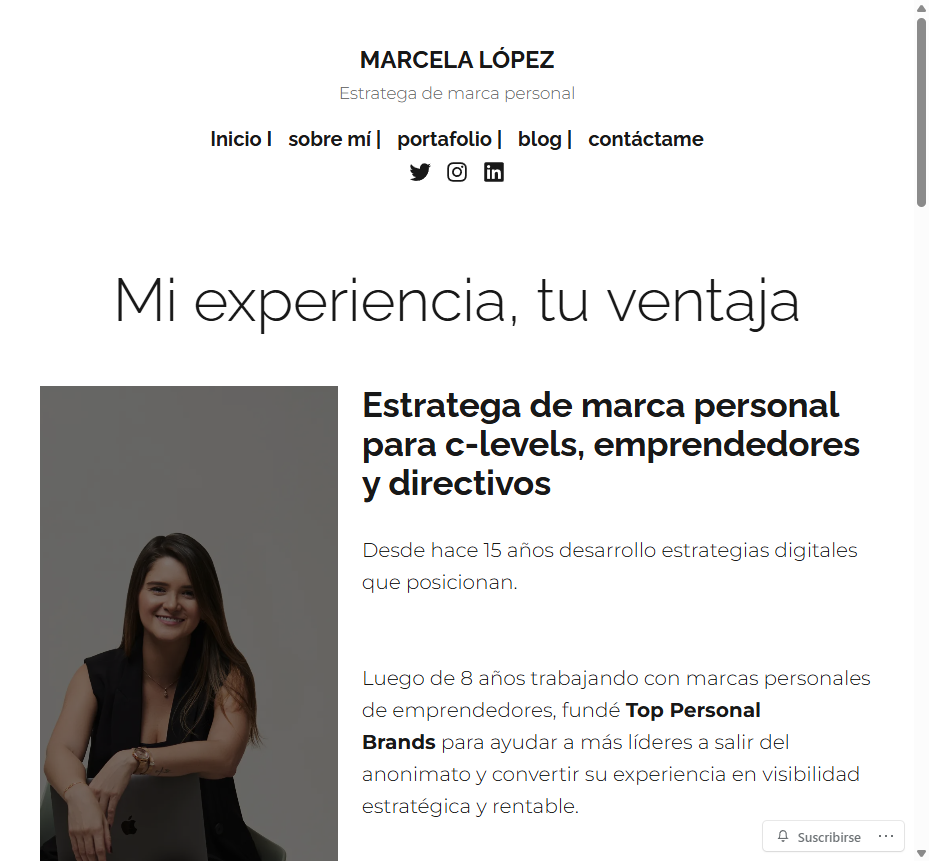 MARCELA LÓPEZ
Estratega de marca personal
Inicio I sobre mí | portafolio | blog | contáctame
Mi experiencia, tu ventaja
Estratega de marca personal
para c-levels, emprendedores
y directivos
Desde hace 15 años desarrollo estrategias digitales
que posicionan.
Luego de 8 años trabajando con marcas personales
de emprendedores, fundé Top Personal
Brands para ayudar a más líderes a salir del
anonimato y convertir su experiencia en visibilidad
estratégica y rentable.
Suscribirse ...